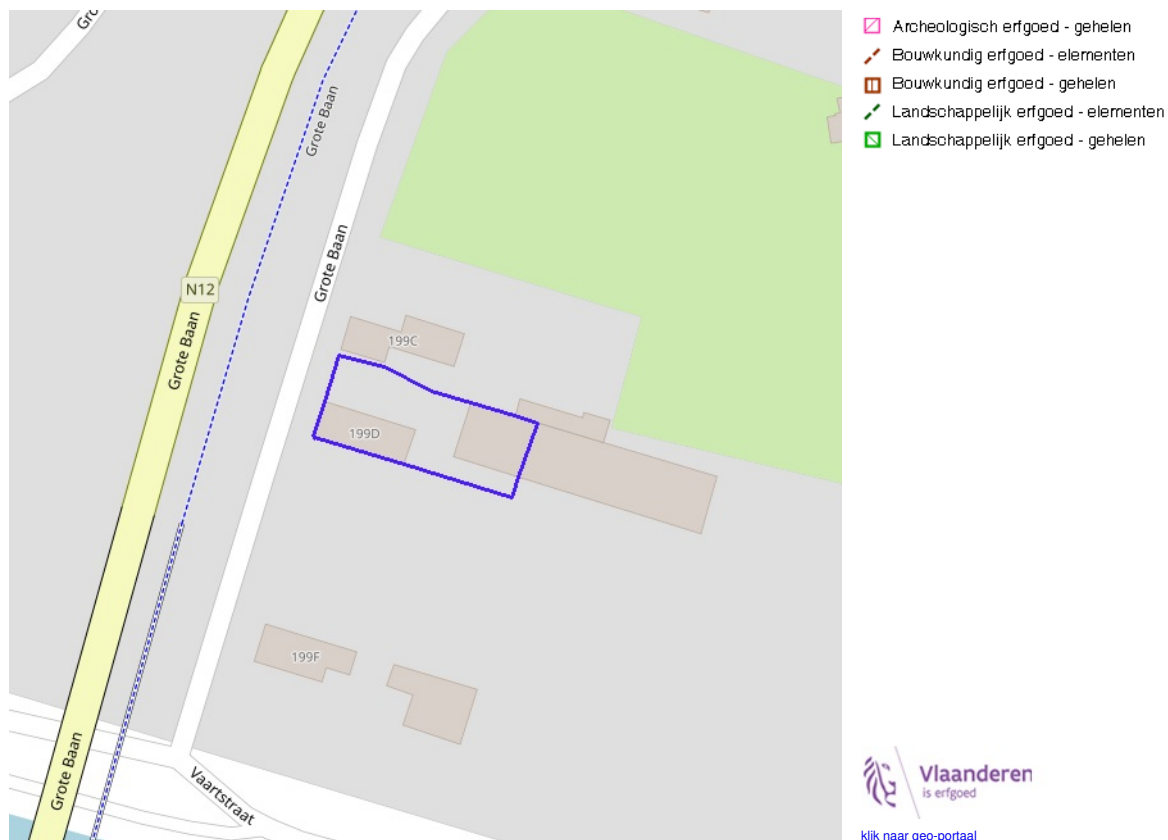 Gro
Grote Baan
Grote Baan
N12
Grote Baan
199C
199D
199F
Grote Baan
Vaartstraat
Archeologisch erfgoed - gehelen
Bouwkundig erfgoed - elementen
Bouwkundig erfgoed - gehelen
Landschappelijk erfgoed - elementen
Landschappelijk erfgoed - gehelen
Vlaanderen
is erfgoed
klik naar geo-portaal